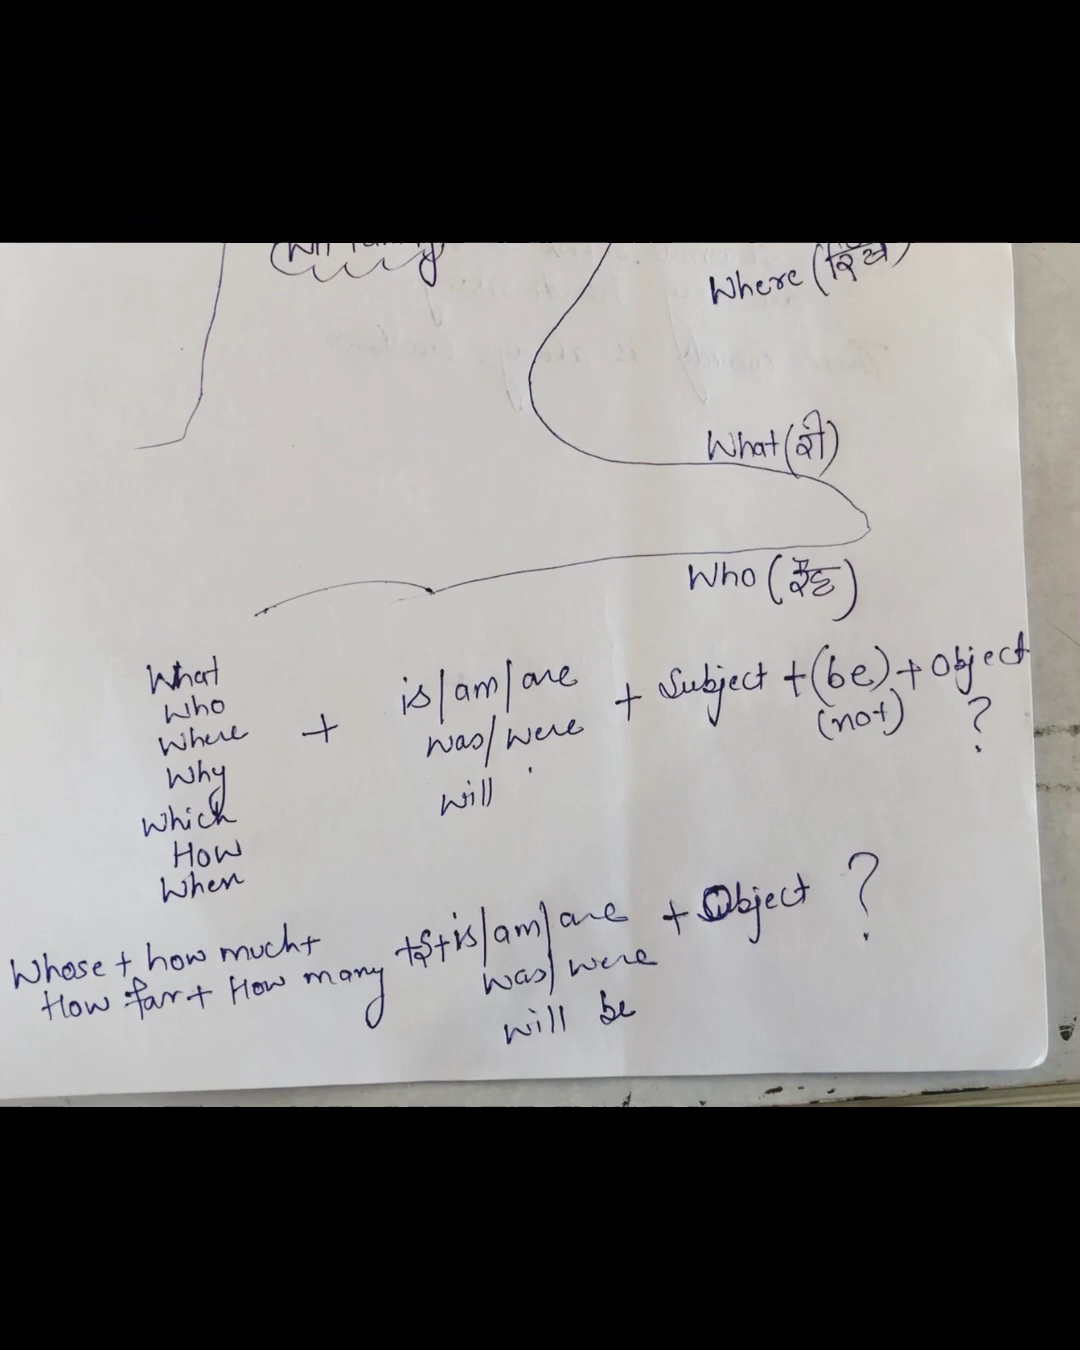 Where
What (शे)
Who
What
Who
Where
Why
Which
How
When
+
is/am/are
was/were
will
+ Subject + (be) + Object
(not)
?
Whose + how much +
How far + How many
+S+is/am/are
was/were
will be
+ Object ?